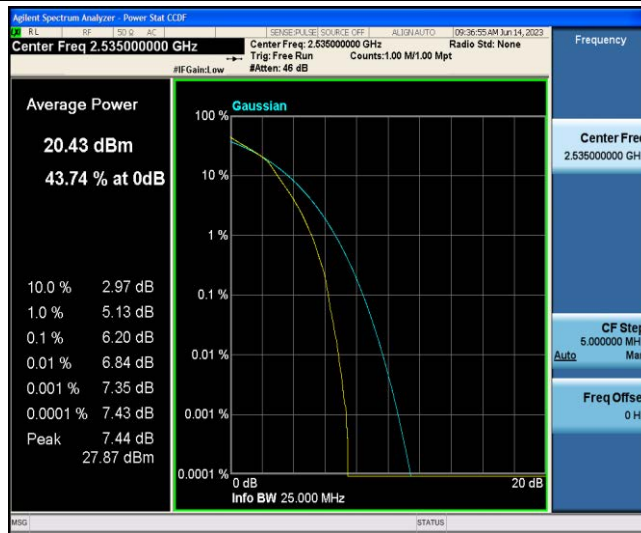 Agilent Spectrum Analyzer - Power Stat CCDF
RL RF 50 Ω AC SENSE:PULSE SOURCE OFF ALIGNAUTO 09:36:55 AM Jun 14, 2023
Center Freq 2.535000000 GHz
Center Freq: 2.535000000 GHz Radio Std: None
Trig: Free Run Counts:1.00 M/1.00 Mpt
#IFGain:Low #Atten: 46 dB
Frequency
Average Power
20.43 dBm
43.74 % at 0dB
10.0 % 2.97 dB
1.0 % 5.13 dB
0.1 % 6.20 dB
0.01 % 6.84 dB
0.001 % 7.35 dB
0.0001 % 7.43 dB
Peak 7.44 dB
27.87 dBm
Gaussian
100 %
10 %
1 %
0.1 %
0.01 %
0.001 %
0.0001 %
0 dB 20 dB
Info BW 25.000 MHz
Center Fre
2.535000000 GH
CF Step
5.000000 MH
Auto Ma
Freq Offse
0 H
MSG STATUS